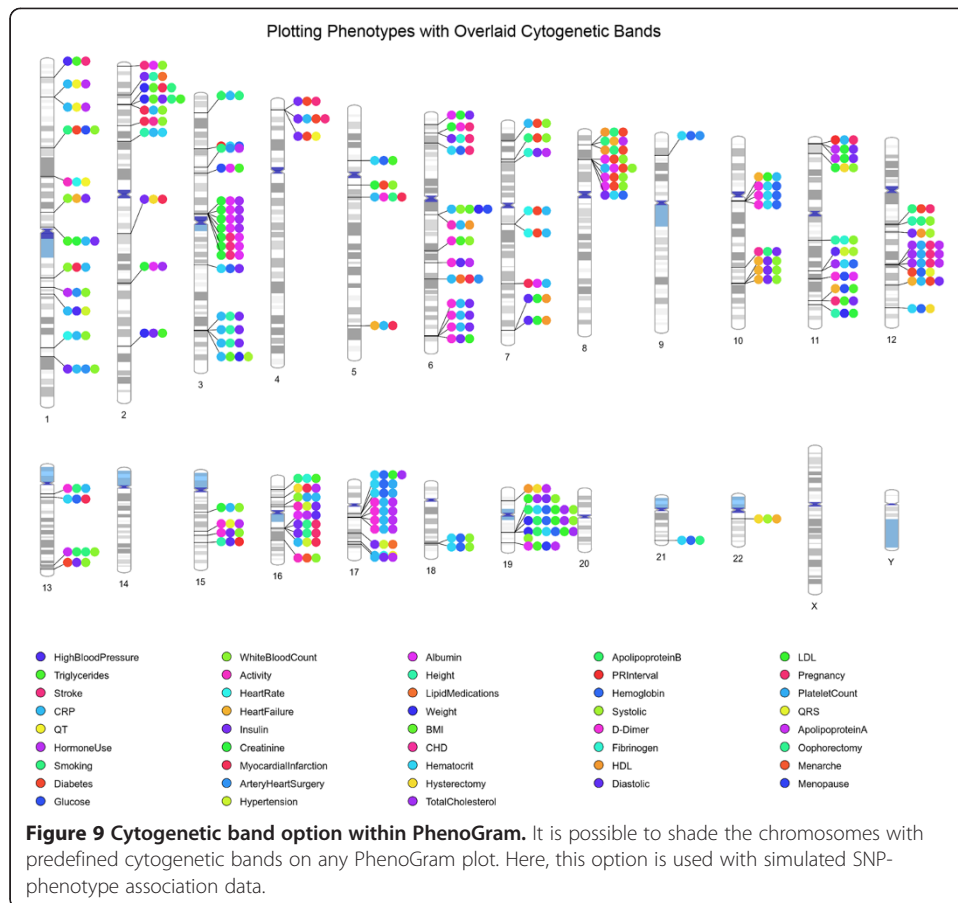 Plotting Phenotypes with Overlaid Cytogenetic Bands
1 2 3 4 5 6 7 8 9 10 11 12
13 14 15 16 17 18 19 20 21 22 X Y
HighBloodPressure WhiteBloodCount Albumin ApolipoproteinB LDL
Triglycerides Activity Height PRInterval Pregnancy
Stroke HeartRate LipidMedications Hemoglobin PlateletCount
CRP HeartFailure Weight Systolic QRS
QT Insulin BMI D-Dimer ApolipoproteinA
HormoneUse Creatinine CHD Fibrinogen Oophorectomy
Smoking MyocardialInfarction Hematocrit HDL Menarche
Diabetes ArteryHeartSurgery Hysterectomy Diastolic Menopause
Glucose Hypertension TotalCholesterol
Figure 9 Cytogenetic band option within PhenoGram. It is possible to shade the chromosomes with
predefined cytogenetic bands on any PhenoGram plot. Here, this option is used with simulated SNP-
phenotype association data.